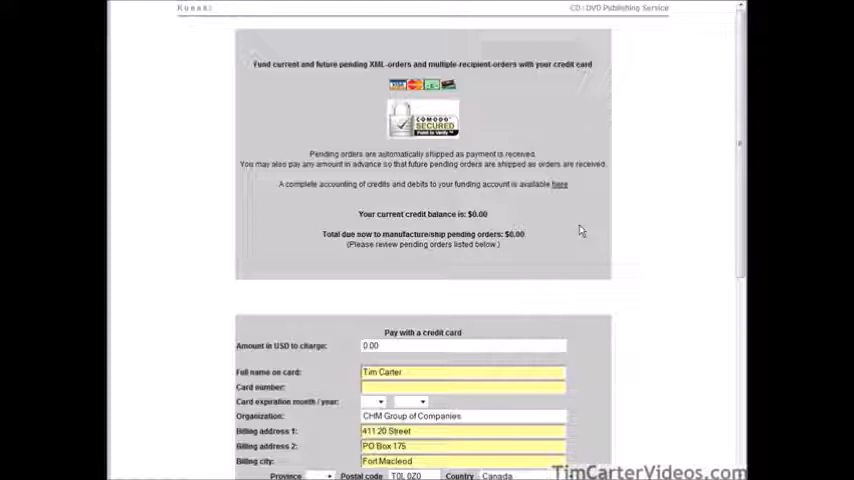 Kunaki CD | DVD Publishing Service
Fund current and future pending XML-orders and multiple-recipient-orders with your credit card
VISA
COMODO
SECURED
Point to Verify™
Pending orders are automatically shipped as payment is received.
You may also pay any amount in advance so that future pending orders are shipped as orders are received.
A complete accounting of credits and debits to your funding account is available here
Your current credit balance is: $0.00
Total due now to manufacture/ship pending orders: $0.00
(Please review pending orders listed below.)
Pay with a credit card
Amount in USD to charge: 0.00
Full name on card: Tim Carter
Card number:
Card expiration month / year:
Organization: CHM Group of Companies
Billing address 1: 411 20 Street
Billing address 2: PO Box 175
Billing city: Fort Macleod
Province Postal code T0L 0Z0 Country Canada
TimCarterVideos.com